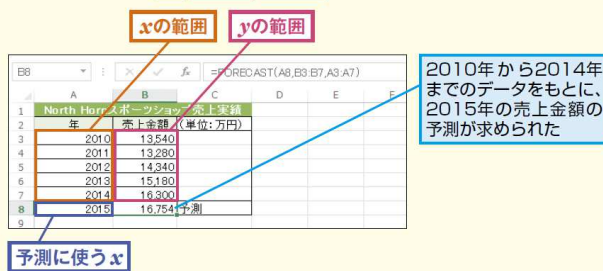 xの範囲
yの範囲
B8
fx
=FORECAST(A8,B3:B7,A3:A7)
A B C D E F
1 North Hornスポーツショップ売上実績
2 年 売上金額 (単位:万円)
3 2010 13,540
4 2011 13,280
5 2012 14,340
6 2013 15,180
7 2014 16,300
8 2015 16,754 予測
9
2010年から2014年
までのデータをもとに、
2015年の売上金額の
予測が求められた
予測に使うx